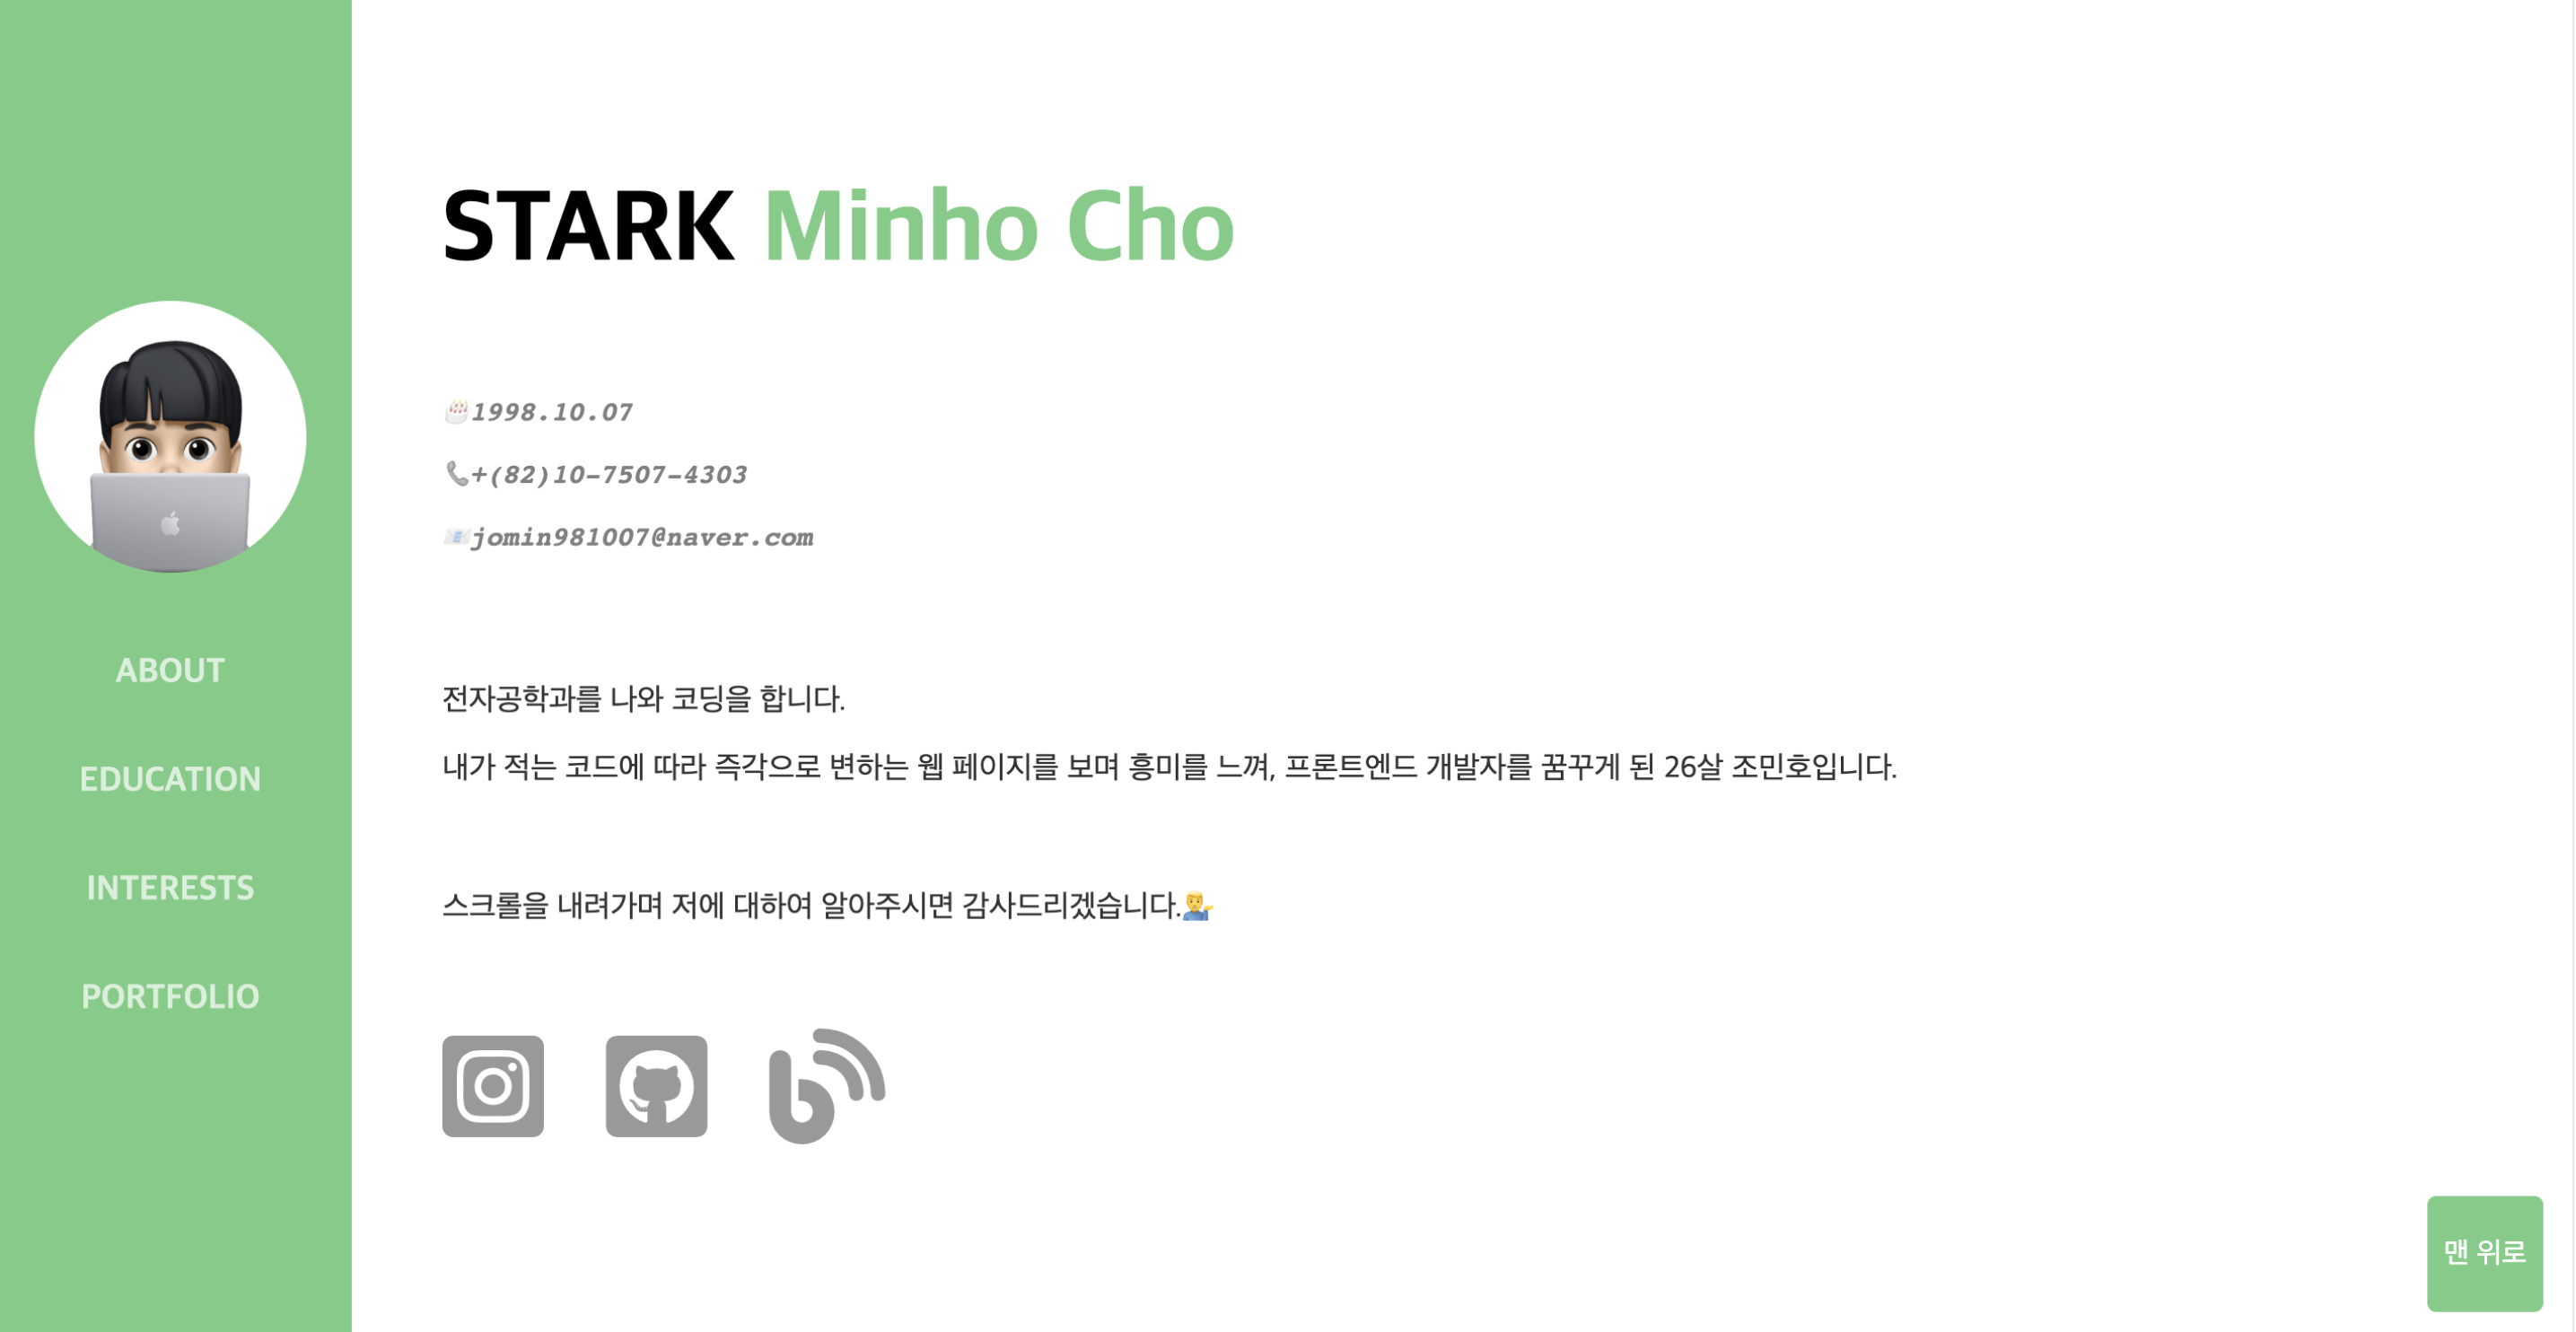 STARK Minho Cho
🎂1998.10.07
📞+(82)10-7507-4303
📧jomin981007@naver.com
ABOUT
EDUCATION
INTERESTS
PORTFOLIO
전자공학과를 나와 코딩을 합니다.
내가 적는 코드에 따라 즉각으로 변하는 웹 페이지를 보며 흥미를 느껴, 프론트엔드 개발자를 꿈꾸게 된 26살 조민호입니다.
스크롤을 내려가며 저에 대하여 알아주시면 감사드리겠습니다.💁‍♂️
맨 위로